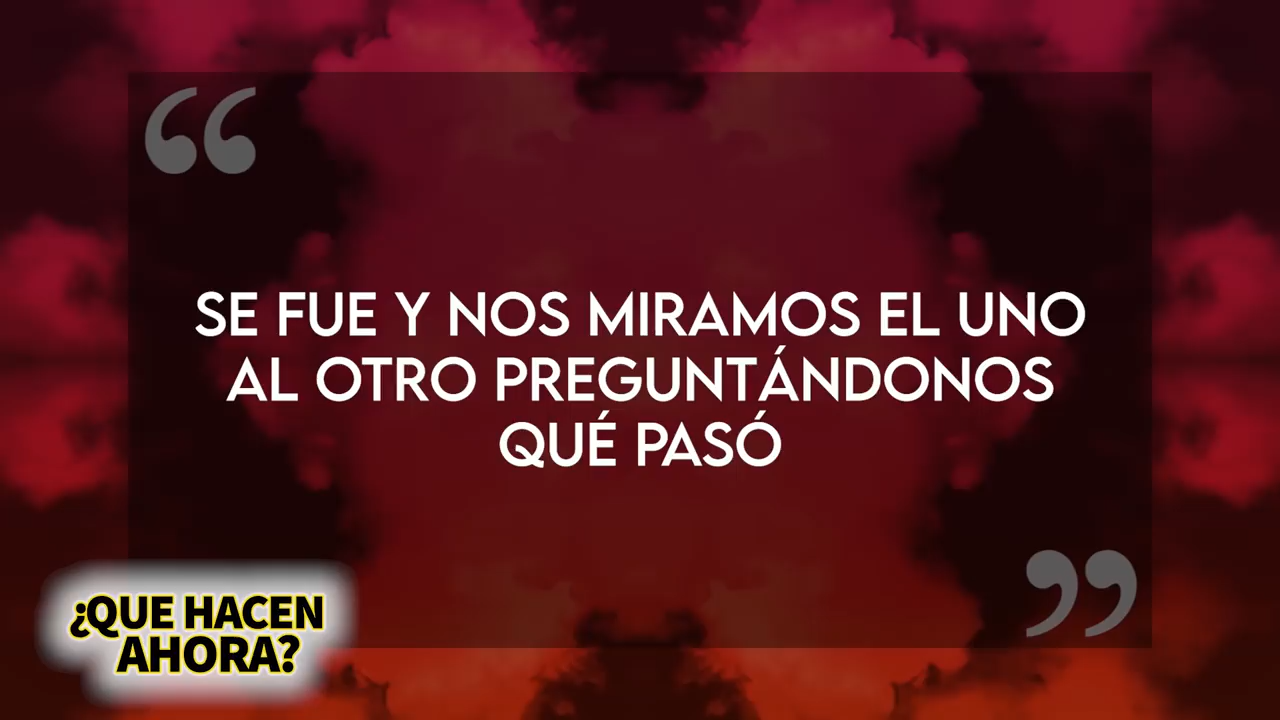 “
SE FUE Y NOS MIRAMOS EL UNO
AL OTRO PREGUNTÁNDONOS
QUÉ PASÓ
”
¿QUE HACEN
AHORA?